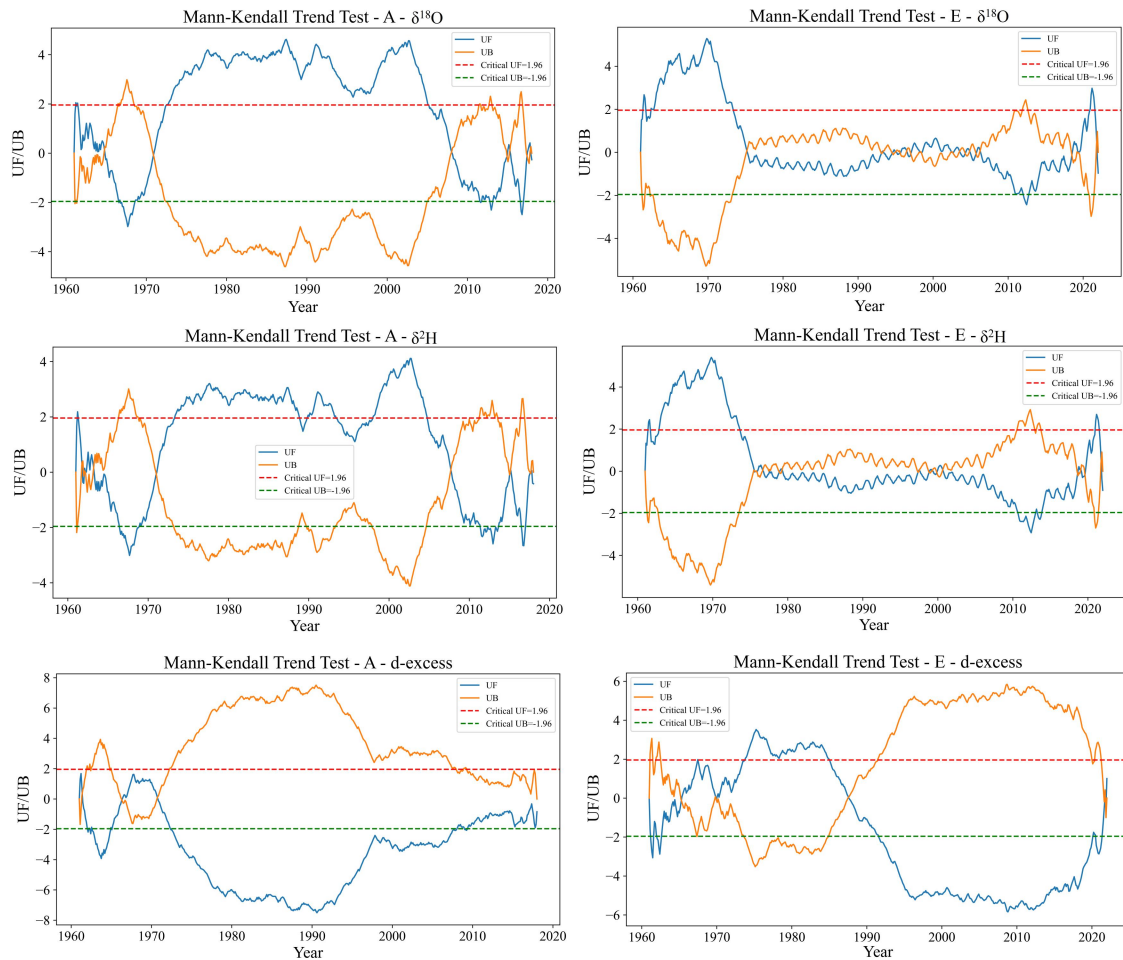 Mann-Kendall Trend Test - A - δ¹⁸O
UF
UB
Critical UF=1.96
Critical UB=-1.96
UF/UB
4
2
0
−2
−4
1960 1970 1980 1990 2000 2010 2020
Year
Mann-Kendall Trend Test - E - δ¹⁸O
UF
UB
Critical UF=1.96
Critical UB=-1.96
UF/UB
4
2
0
−2
−4
1960 1970 1980 1990 2000 2010 2020
Year
Mann-Kendall Trend Test - A - δ²H
UF
UB
Critical UF=1.96
Critical UB=-1.96
UF/UB
4
2
0
−2
−4
1960 1970 1980 1990 2000 2010 2020
Year
Mann-Kendall Trend Test - E - δ²H
UF
UB
Critical UF=1.96
Critical UB=-1.96
UF/UB
4
2
0
−2
−4
1960 1970 1980 1990 2000 2010 2020
Year
Mann-Kendall Trend Test - A - d-excess
UF
UB
Critical UF=1.96
Critical UB=-1.96
UF/UB
8
6
4
2
0
−2
−4
−6
−8
1960 1970 1980 1990 2000 2010 2020
Year
Mann-Kendall Trend Test - E - d-excess
UF
UB
Critical UF=1.96
Critical UB=-1.96
UF/UB
6
4
2
0
−2
−4
−6
1960 1970 1980 1990 2000 2010 2020
Year